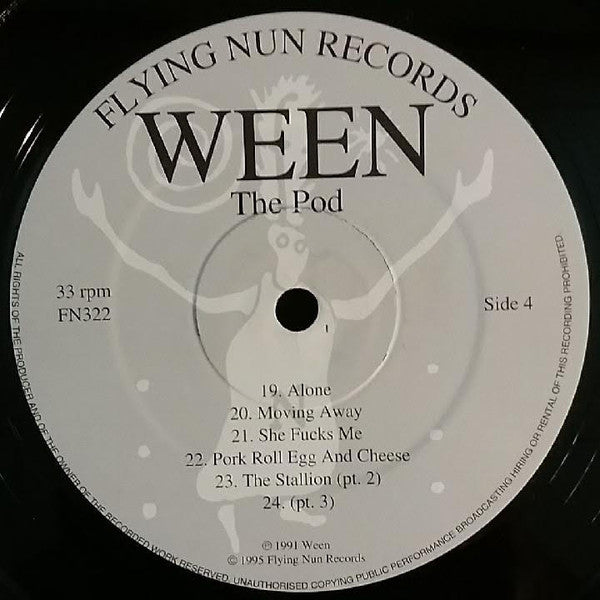 FLYING NUN RECORDS
WEEN
The Pod
33 rpm
FN322
Side 4
19. Alone
20. Moving Away
21. She Fucks Me
22. Pork Roll Egg And Cheese
23. The Stallion (pt. 2)
24. (pt. 3)
℗ 1991 Ween
© 1995 Flying Nun Records
ALL RIGHTS OF THE PRODUCER AND OF THE OWNER OF THE RECORDED WORK RESERVED. UNAUTHORISED COPYING PUBLIC PERFORMANCE BROADCASTING HIRING OR RENTAL OF THIS RECORDING PROHIBITED.